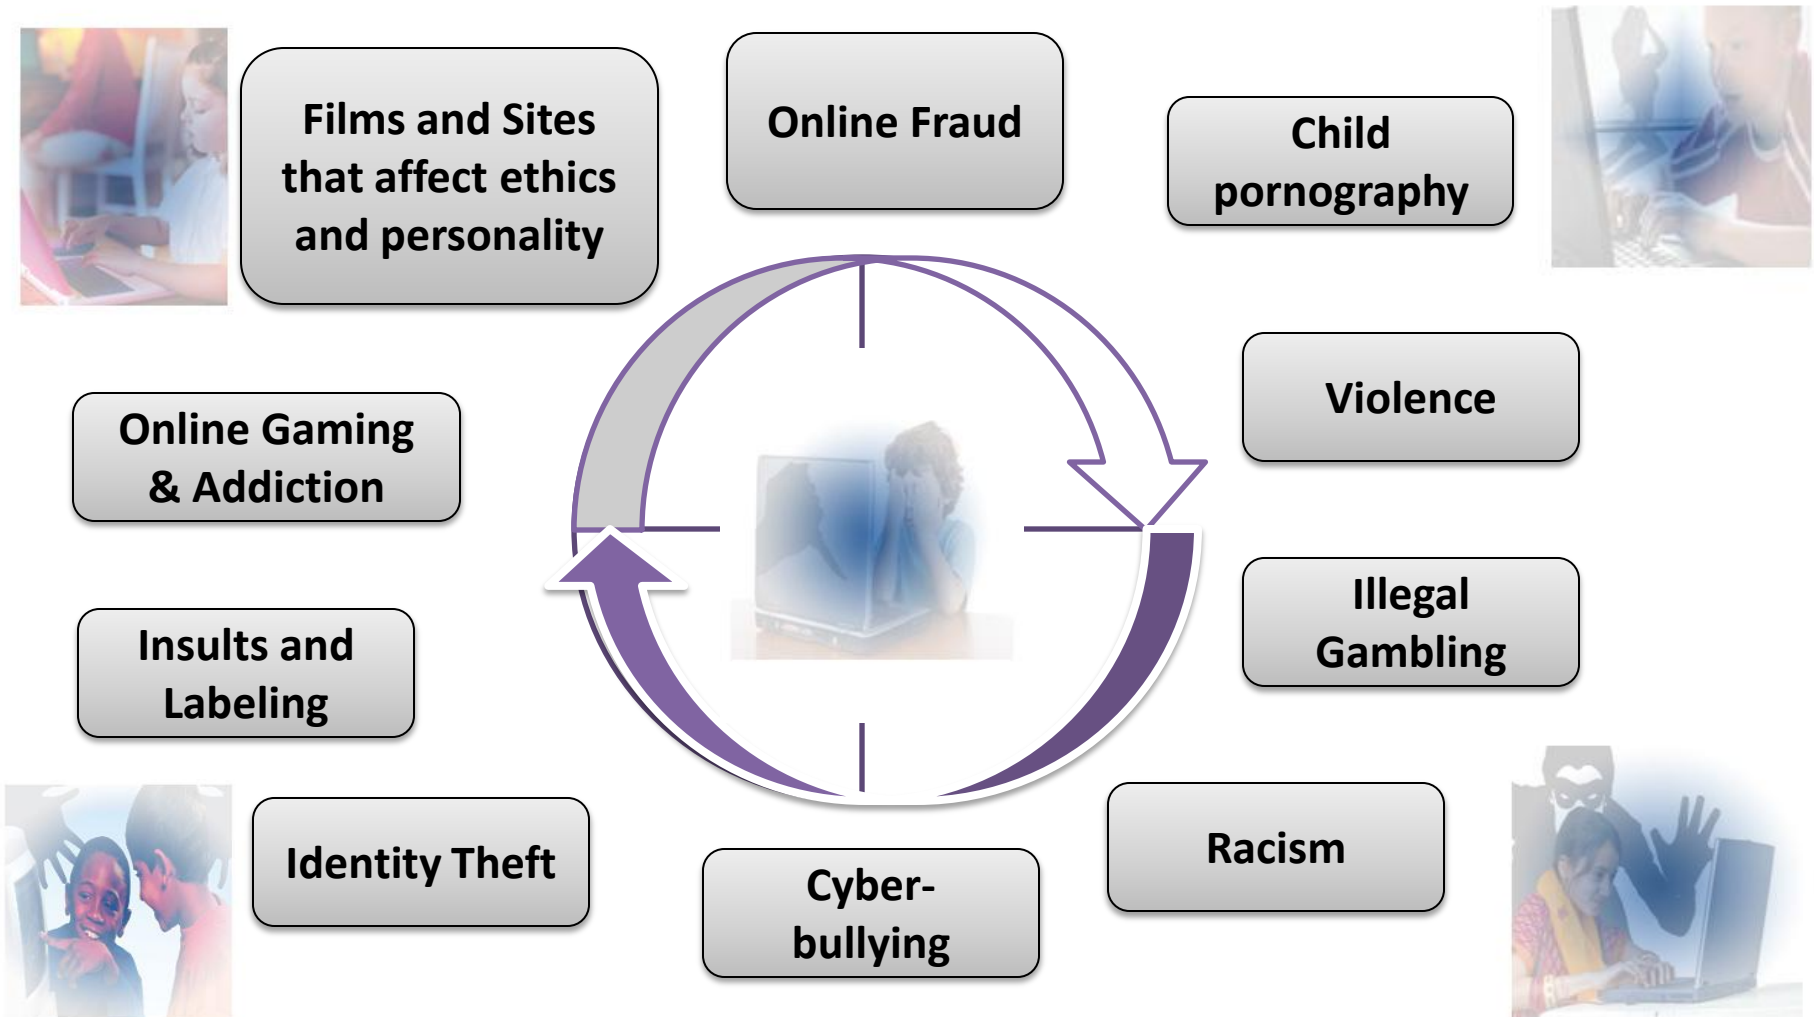 Films and Sites
that affect ethics
and personality
Online Fraud
Child
pornography
Violence
Illegal
Gambling
Racism
Cyber-
bullying
Identity Theft
Insults and
Labeling
Online Gaming
& Addiction